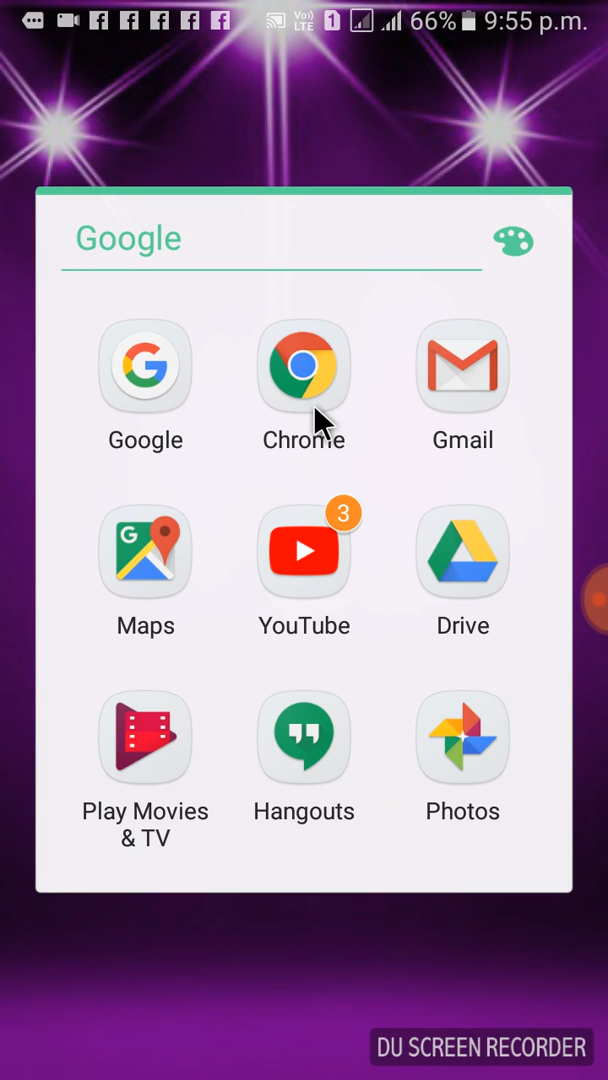 Vo) LTE 1 66% 9:55 p.m.
Google
Google Chrome Gmail
3
Maps YouTube Drive
Play Movies & TV
Hangouts Photos
DU SCREEN RECORDER